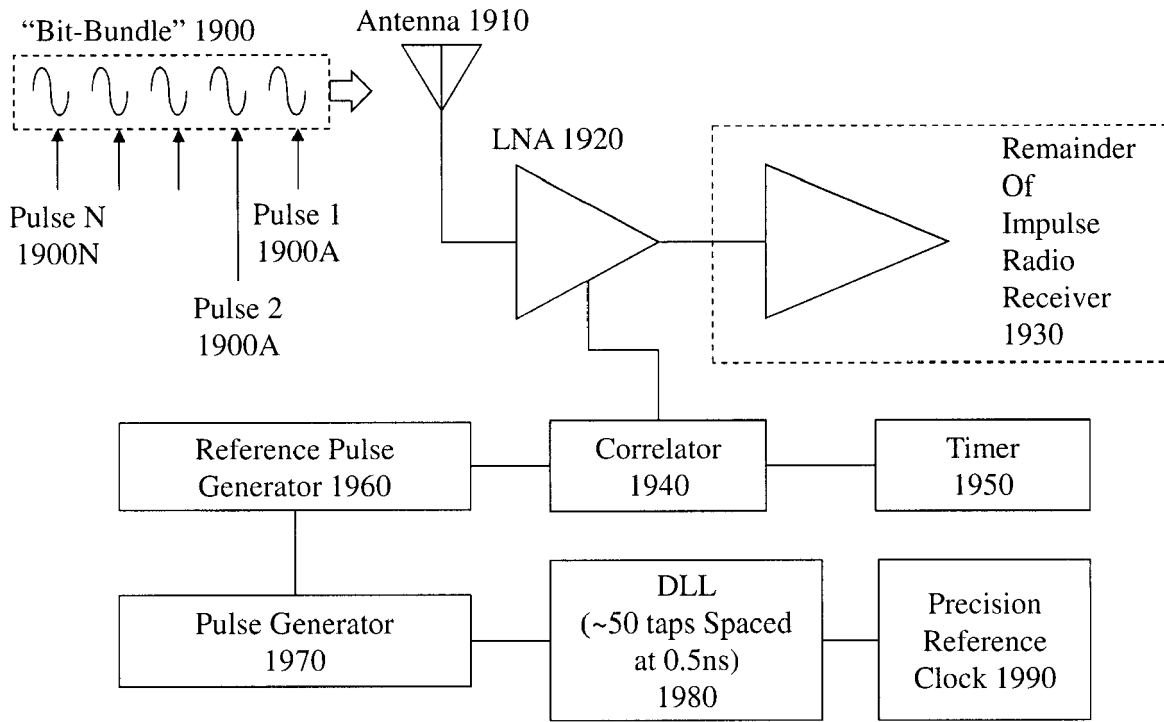 “Bit-Bundle” 1900
Antenna 1910
LNA 1920
Remainder
Of
Impulse
Radio
Receiver
1930
Pulse N
1900N
Pulse 1
1900A
Pulse 2
1900A
Reference Pulse
Generator 1960
Correlator
1940
Timer
1950
Pulse Generator
1970
DLL
(~50 taps Spaced
at 0.5ns)
1980
Precision
Reference
Clock 1990